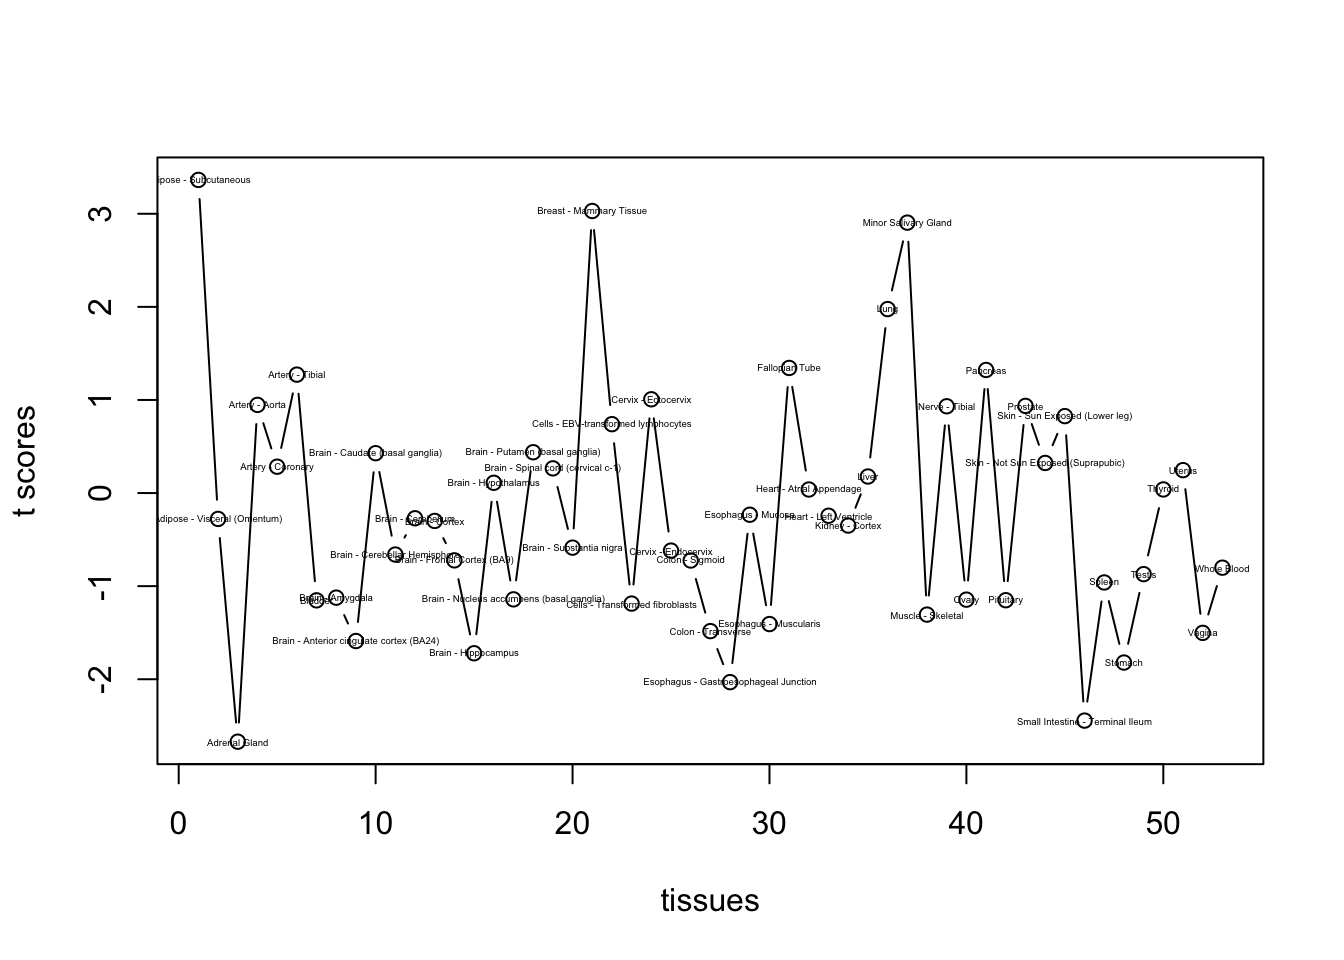 ipose - Subcutaneous
Adipose - Visceral (Omentum)
Adrenal Gland
Artery - Aorta
Artery - Coronary
Artery - Tibial
Bladder
Brain - Amygdala
Brain - Anterior cingulate cortex (BA24)
Brain - Caudate (basal ganglia)
Brain - Cerebellar Hemisphere
Brain - Cerebellum
Brain - Cortex
Brain - Frontal Cortex (BA9)
Brain - Hippocampus
Brain - Hypothalamus
Brain - Nucleus accumbens (basal ganglia)
Brain - Putamen (basal ganglia)
Brain - Spinal cord (cervical c-1)
Brain - Substantia nigra
Breast - Mammary Tissue
Cells - EBV-transformed lymphocytes
Cells - Transformed fibroblasts
Cervix - Ectocervix
Cervix - Endocervix
Colon - Sigmoid
Colon - Transverse
Esophagus - Gastroesophageal Junction
Esophagus - Mucosa
Esophagus - Muscularis
Fallopian Tube
Heart - Atrial Appendage
Heart - Left Ventricle
Kidney - Cortex
Liver
Lung
Minor Salivary Gland
Muscle - Skeletal
Nerve - Tibial
Ovary
Pancreas
Pituitary
Prostate
Skin - Not Sun Exposed (Suprapubic)
Skin - Sun Exposed (Lower leg)
Small Intestine - Terminal Ileum
Spleen
Stomach
Testis
Thyroid
Uterus
Vagina
Whole Blood
3
2
1
0
-1
-2
t scores
0 10 20 30 40 50
tissues